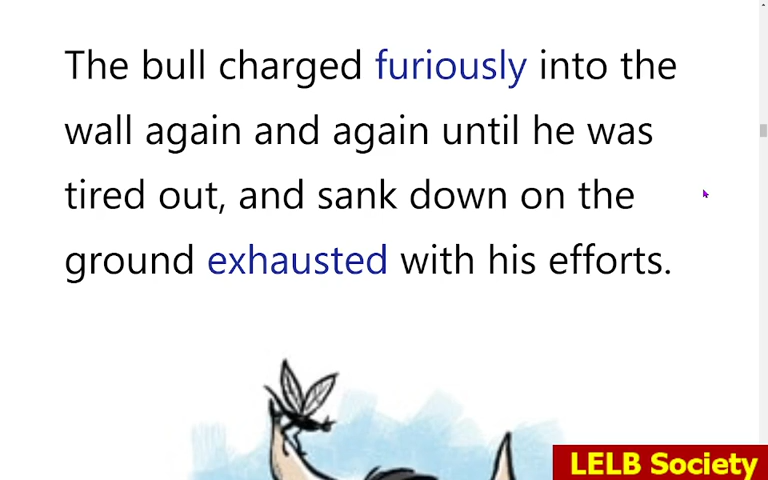 The bull charged furiously into the
wall again and again until he was
tired out, and sank down on the
ground exhausted with his efforts.
LELB Society